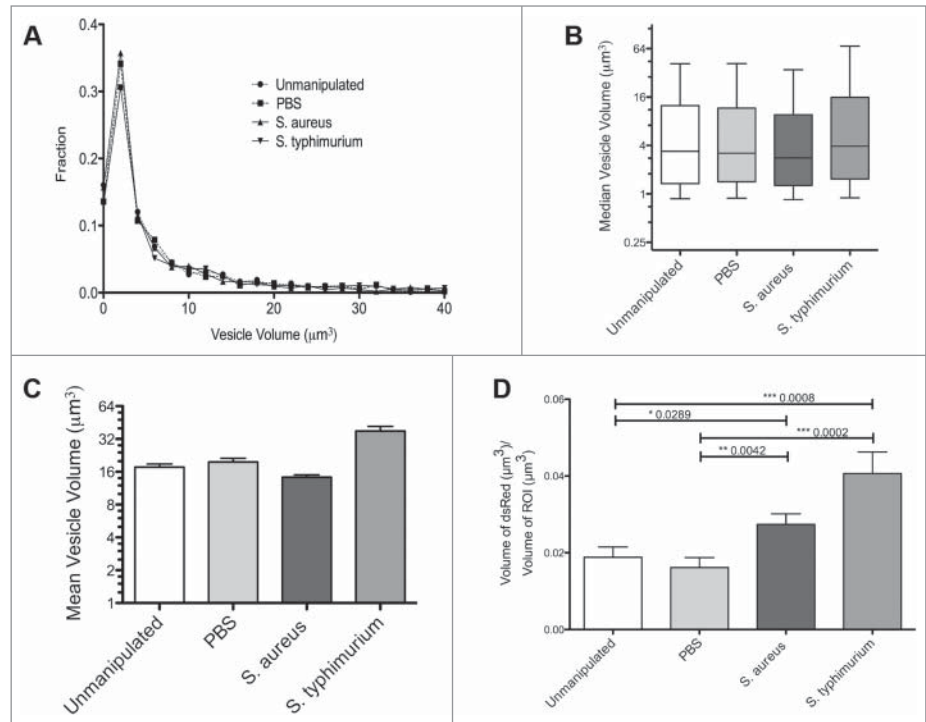 A
0.4
0.3
0.2
0.1
0.0
Fraction
Unmanipulated
PBS
S. aureus
S. typhimurium
0
10
20
30
40
Vesicle Volume (µm³)
B
64
16
4
1
0.25
Median Vesicle Volume (µm³)
Unmanipulated
PBS
S. aureus
S. typhimurium
C
64
32
16
8
4
2
1
Mean Vesicle Volume (µm³)
Unmanipulated
PBS
S. aureus
S. typhimurium
D
0.06
0.04
0.02
0.00
Volume of dsRed (µm³)/
Volume of ROI (µm³)
*** 0.0008
* 0.0289
*** 0.0002
** 0.0042
Unmanipulated
PBS
S. aureus
S. typhimurium